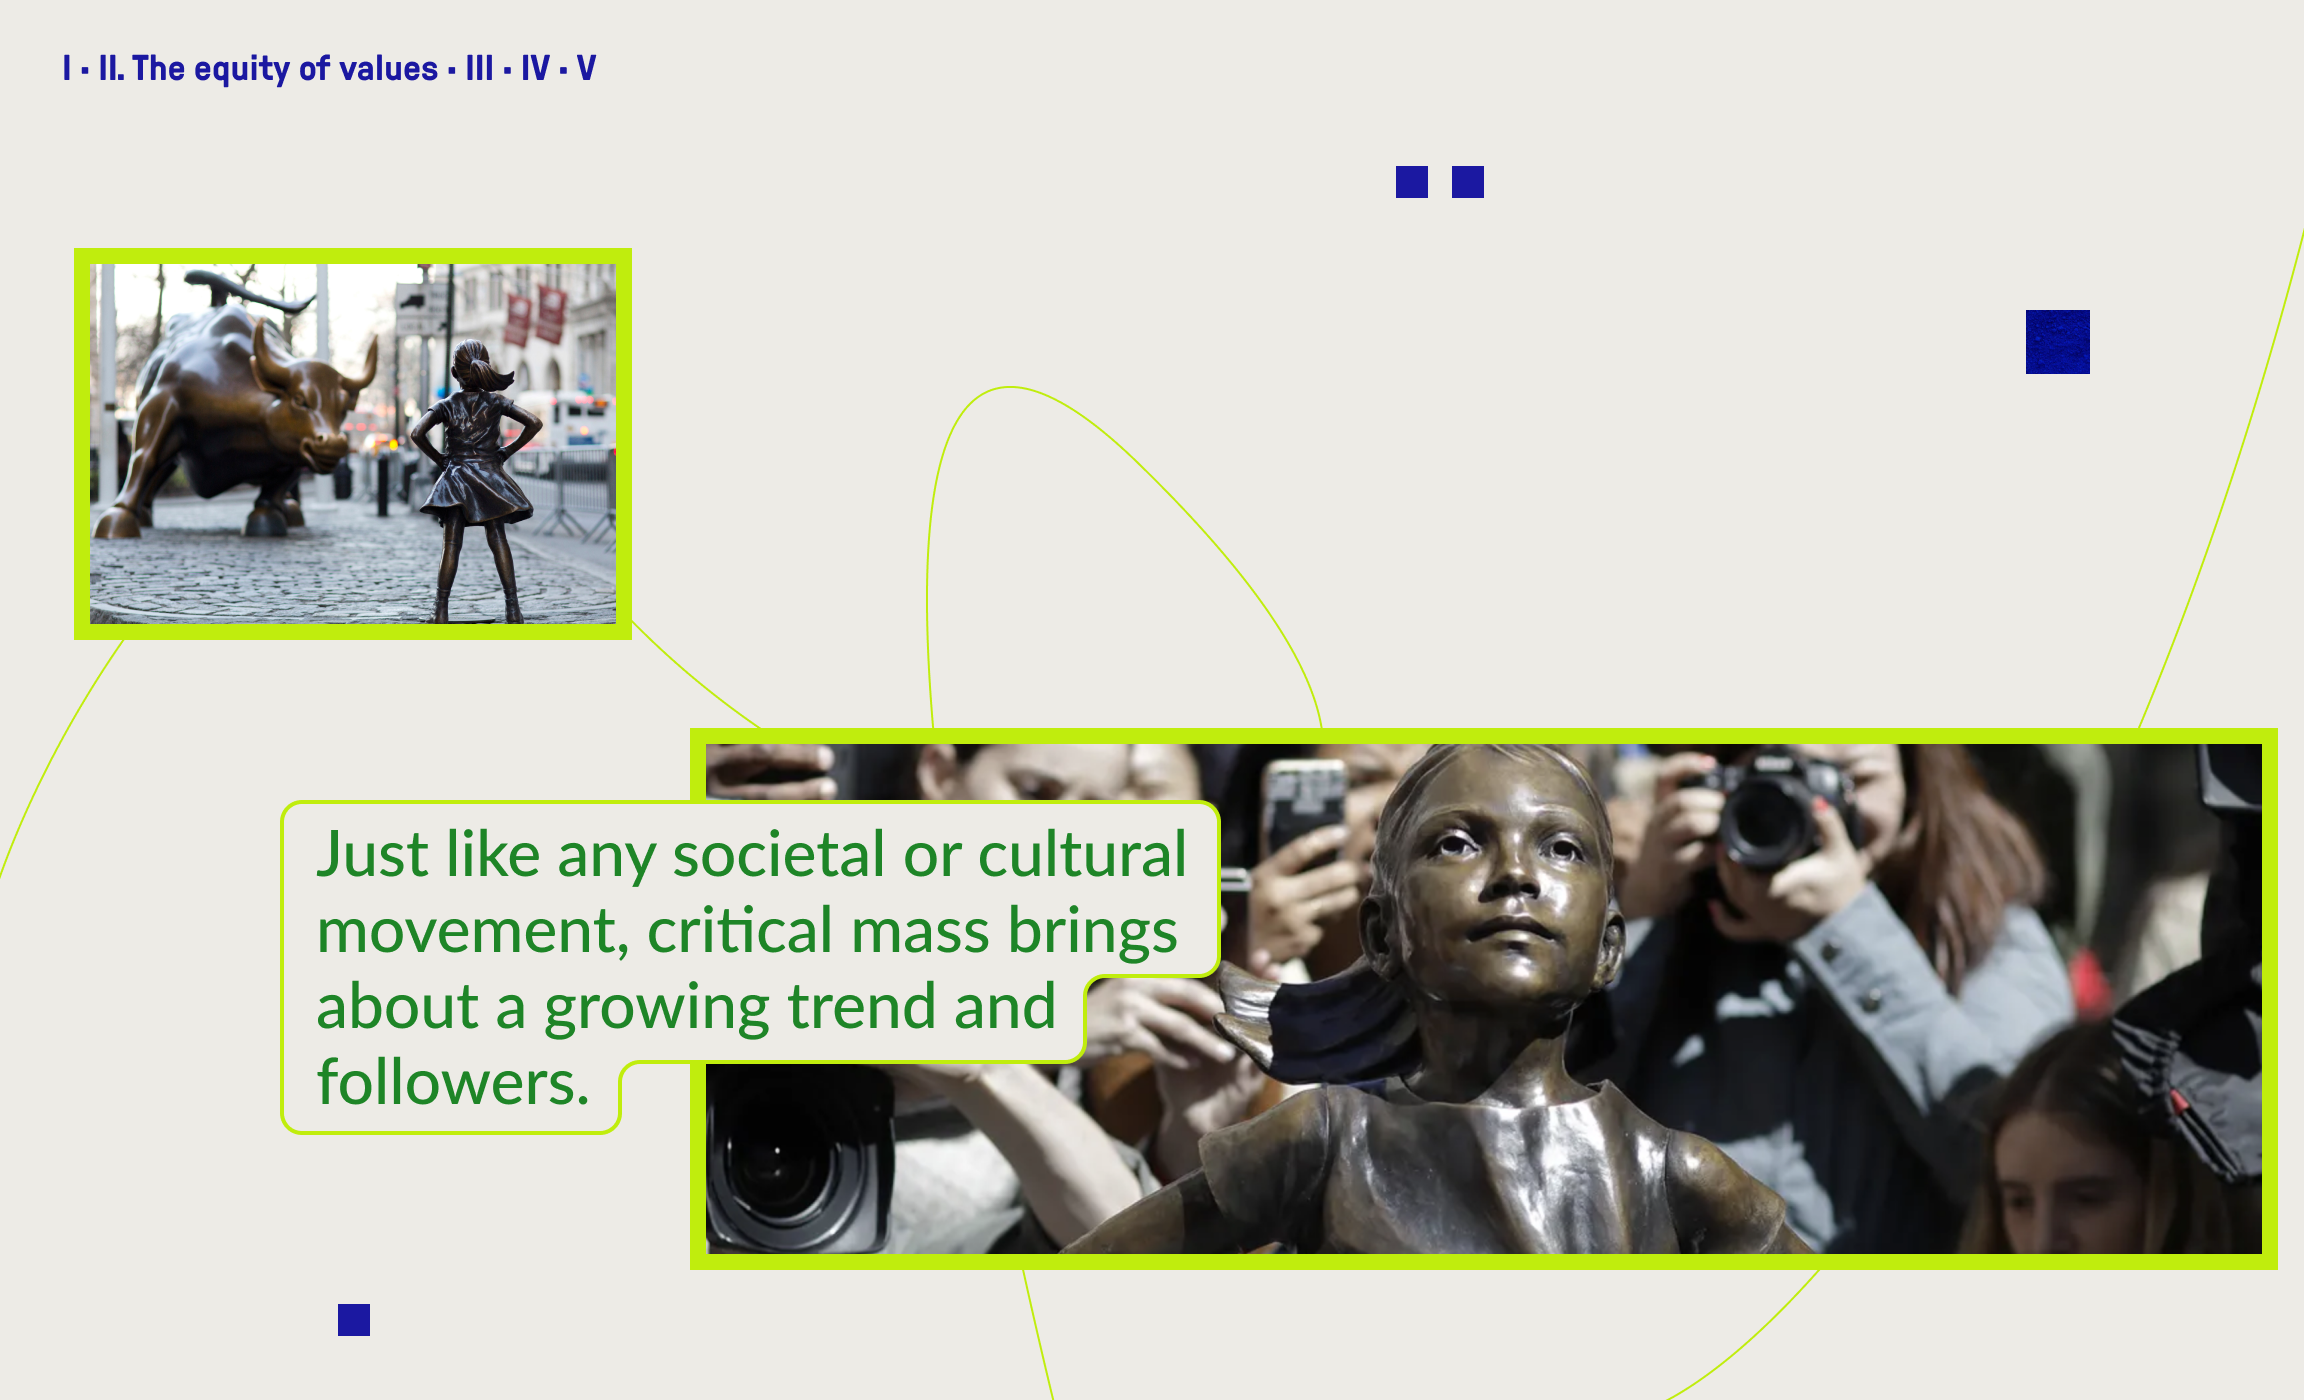 I · II. The equity of values · III · IV · V
Just like any societal or cultural
movement, critical mass brings
about a growing trend and
followers.